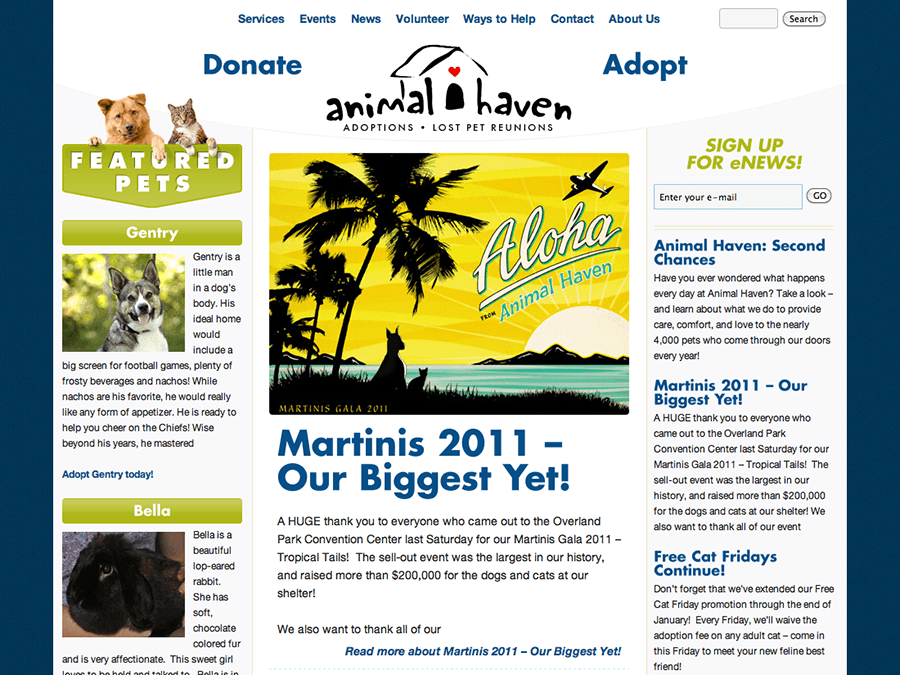 Services Events News Volunteer Ways to Help Contact About Us Search
Donate
animal haven
ADOPTIONS • LOST PET REUNIONS
Adopt
FEATURED
PETS
Gentry
Gentry is a
little man
in a dog's
body. His
ideal home
would
include a
big screen for football games, plenty of
frosty beverages and nachos! While
nachos are his favorite, he would really
like any form of appetizer. He is ready to
help you cheer on the Chiefs! Wise
beyond his years, he mastered
Adopt Gentry today!
Bella
Bella is a
beautiful
lop-eared
rabbit.
She has
soft,
chocolate
colored fur
and is very affectionate. This sweet girl
loves to be held and talked to. Bella is in
Aloha
FROM Animal Haven
MARTINIS GALA 2011
Martinis 2011 –
Our Biggest Yet!
A HUGE thank you to everyone who came out to the Overland
Park Convention Center last Saturday for our Martinis Gala 2011 –
Tropical Tails! The sell-out event was the largest in our history,
and raised more than $200,000 for the dogs and cats at our
shelter!
We also want to thank all of our
Read more about Martinis 2011 – Our Biggest Yet!
SIGN UP
FOR eNEWS!
Enter your e-mail GO
Animal Haven: Second
Chances
Have you ever wondered what happens
every day at Animal Haven? Take a look –
and learn about what we do to provide
care, comfort, and love to the nearly
4,000 pets who come through our doors
every year!
Martinis 2011 – Our
Biggest Yet!
A HUGE thank you to everyone who
came out to the Overland Park
Convention Center last Saturday for our
Martinis Gala 2011 – Tropical Tails! The
sell-out event was the largest in our
history, and raised more than $200,000
for the dogs and cats at our shelter! We
also want to thank all of our event
Free Cat Fridays
Continue!
Don't forget that we've extended our Free
Cat Friday promotion through the end of
January! Every Friday, we'll waive the
adoption fee on any adult cat – come in
this Friday to meet your new feline best
friend!